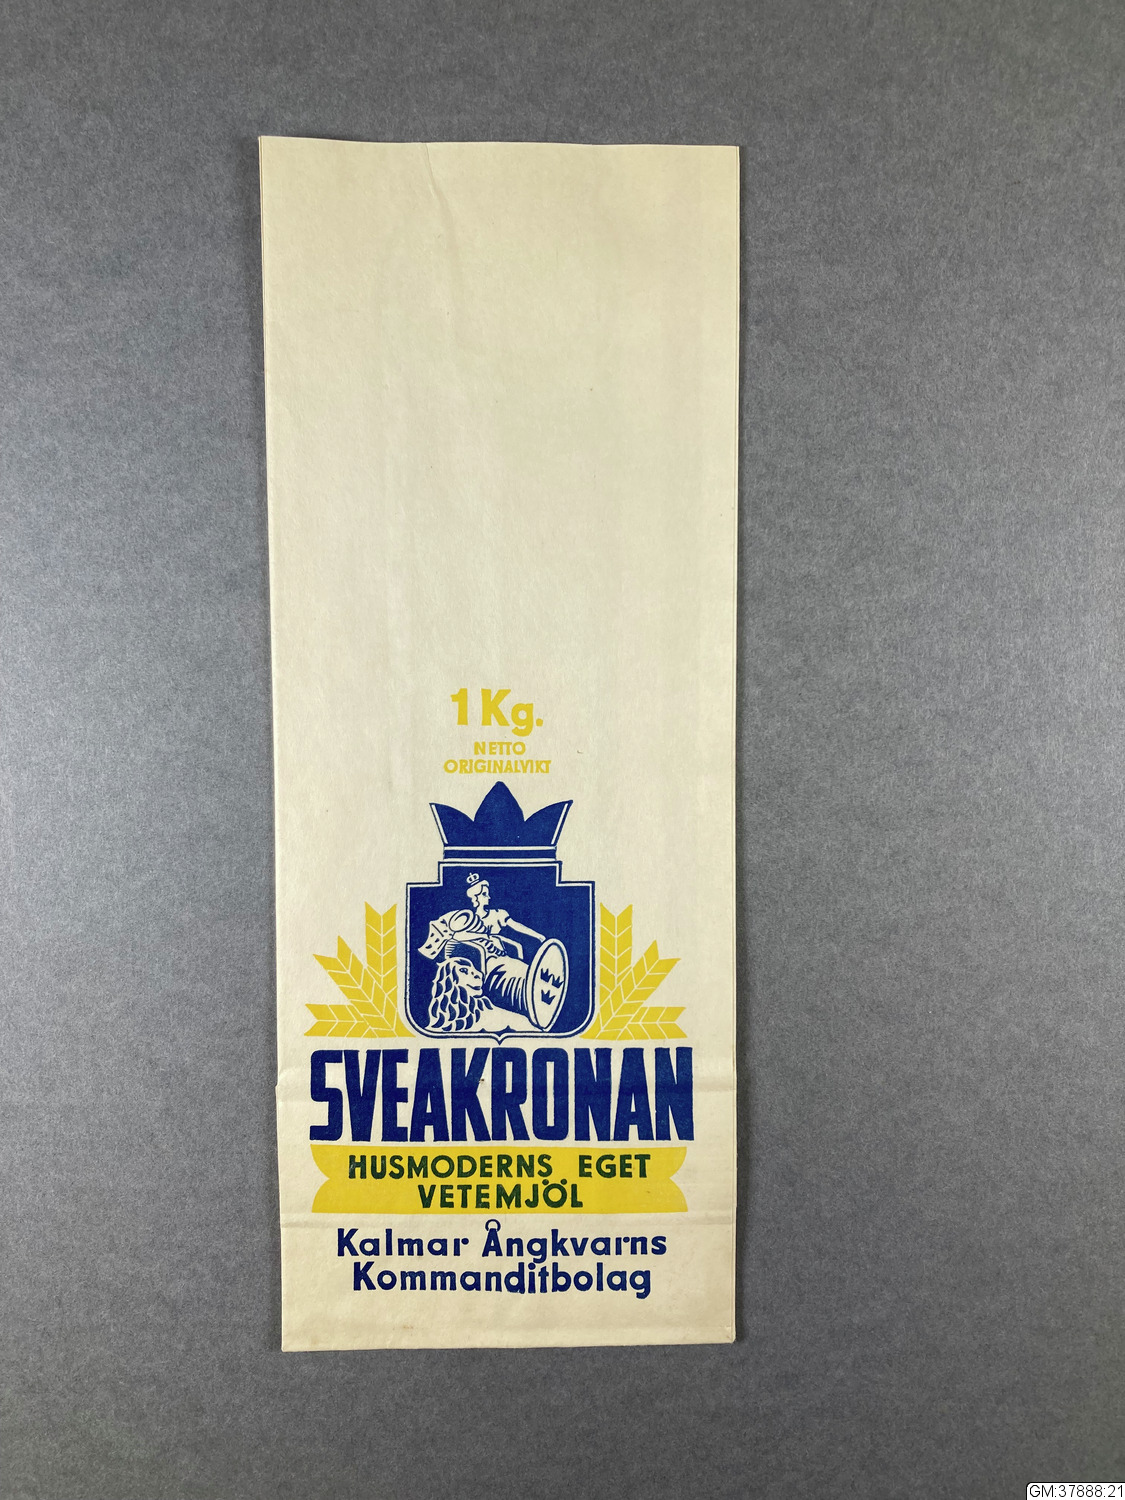 1 Kg.
NETTO
ORIGINALVIKT
SVEAKRONAN
HUSMODERNS EGET
VETEMJÖL
Kalmar Ångkvarns
Kommanditbolag
GM:37888:21